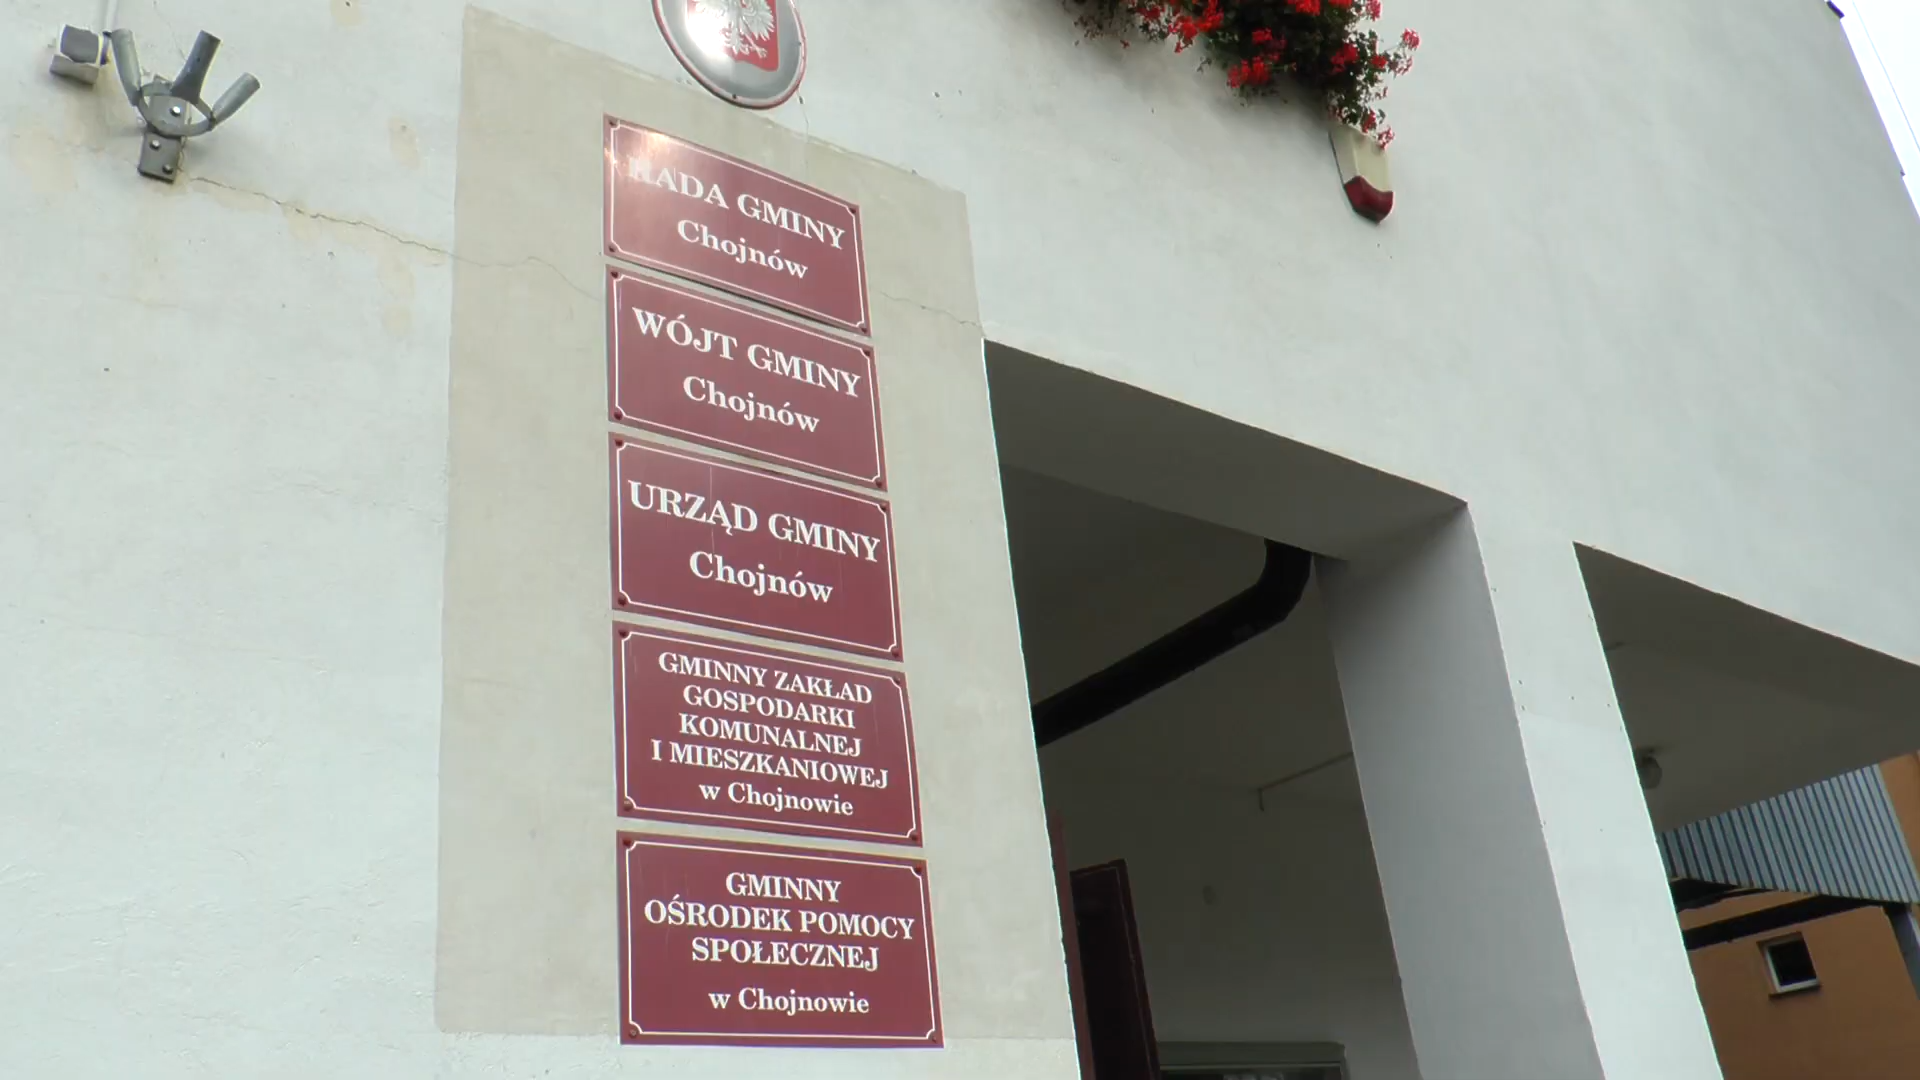 RADA GMINY
Chojnów
WÓJT GMINY
Chojnów
URZĄD GMINY
Chojnów
GMINNY ZAKŁAD
GOSPODARKI
KOMUNALNEJ
I MIESZKANIOWEJ
w Chojnowie
GMINNY
OŚRODEK POMOCY
SPOŁECZNEJ
w Chojnowie